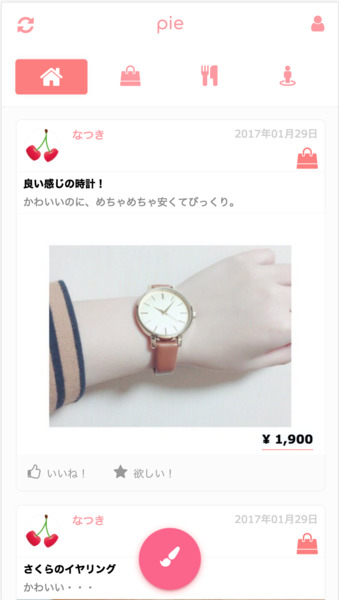 pie
なつき
2017年01月29日
良い感じの時計！
かわいいのに、めちゃめちゃ安くてびっくり。
¥ 1,900
いいね！
欲しい！
なつき
2017年01月29日
さくらのイヤリング
かわいい・・・